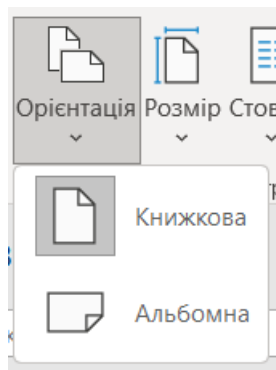 Орієнтація Розмір
Книжкова
Альбомна